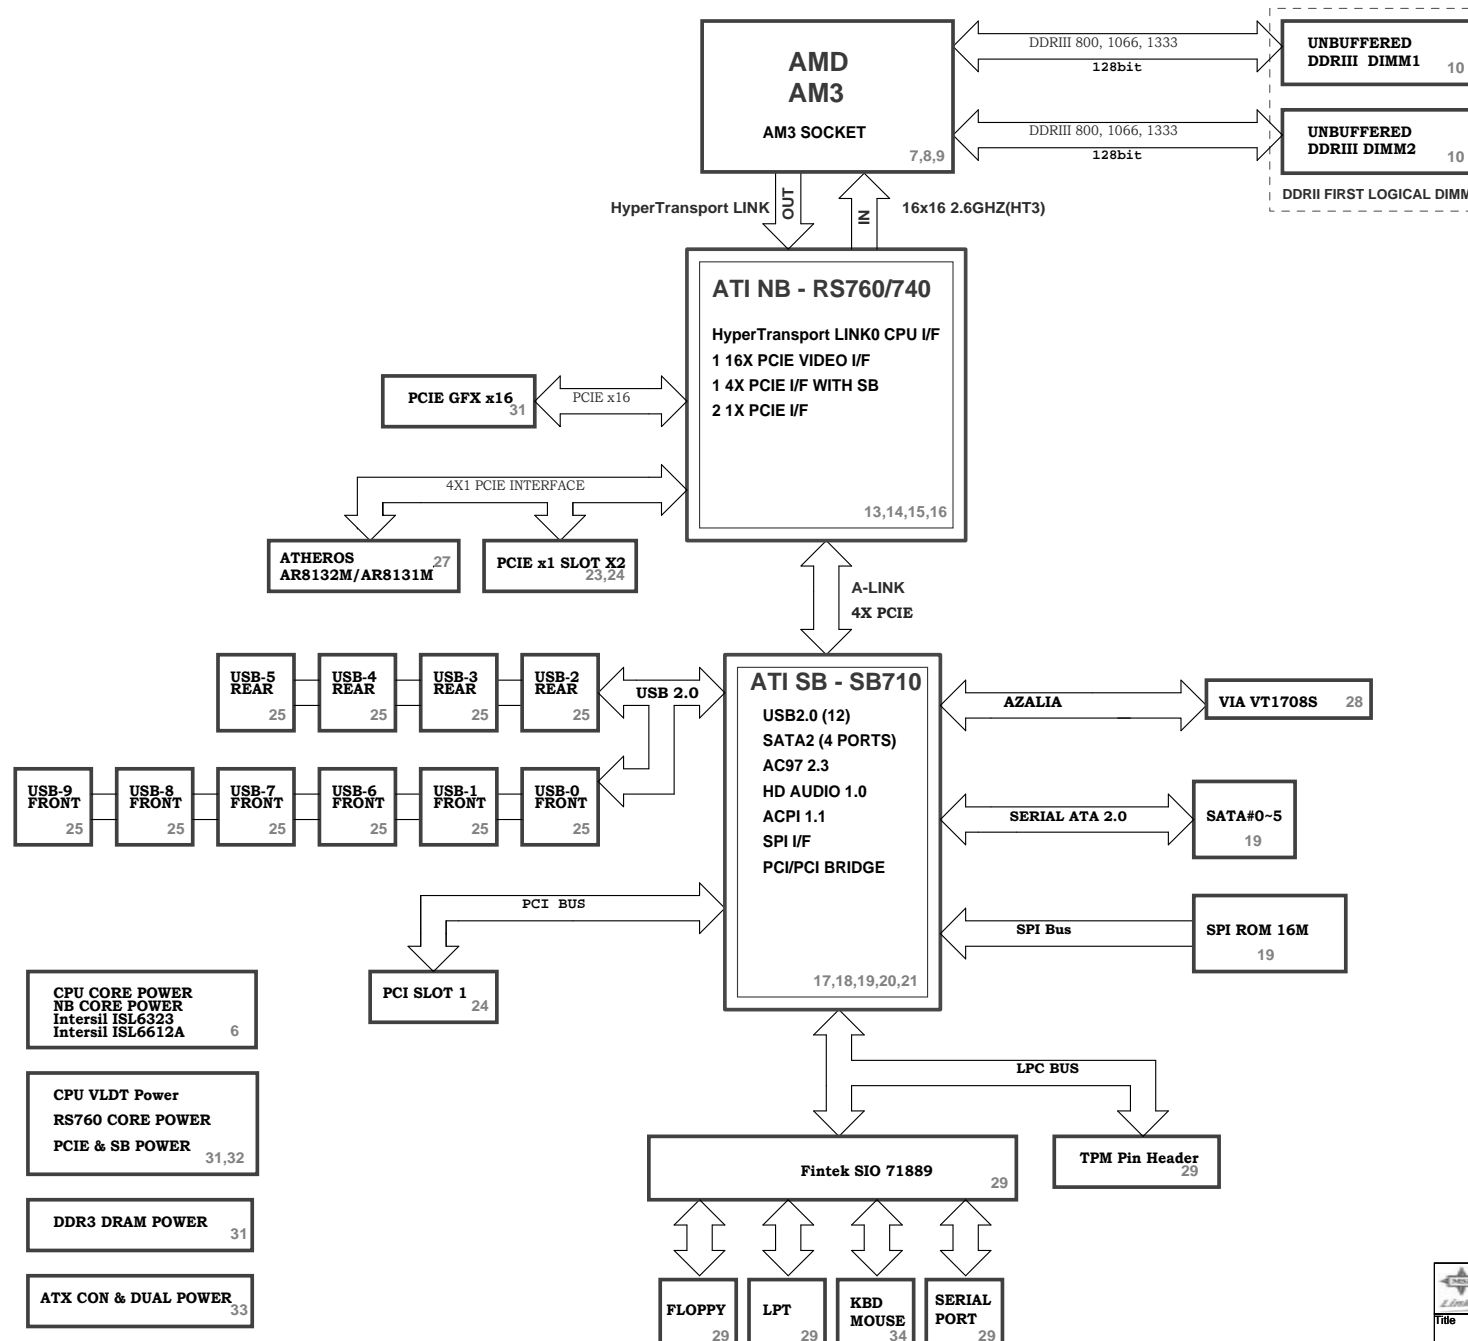 AMD
AM3
AM3 SOCKET
7,8,9
DDRIII 800, 1066, 1333
128bit
UNBUFFERED
DDRIII DIMM1
10
DDRIII 800, 1066, 1333
128bit
UNBUFFERED
DDRIII DIMM2
10
DDRII FIRST LOGICAL DIMM
HyperTransport LINK
OUT
IN
16x16 2.6GHZ(HT3)
ATI NB - RS760/740
HyperTransport LINK0 CPU I/F
1 16X PCIE VIDEO I/F
1 4X PCIE I/F WITH SB
2 1X PCIE I/F
13,14,15,16
PCIE GFX x16
31
PCIE x16
4X1 PCIE INTERFACE
ATHEROS
AR8132M/AR8131M
27
PCIE x1 SLOT X2
23,24
A-LINK
4X PCIE
USB-5
REAR
25
USB-4
REAR
25
USB-3
REAR
25
USB-2
REAR
25
USB 2.0
USB-9
FRONT
25
USB-8
FRONT
25
USB-7
FRONT
25
USB-6
FRONT
25
USB-1
FRONT
25
USB-0
FRONT
25
ATI SB - SB710
USB2.0 (12)
SATA2 (4 PORTS)
AC97 2.3
HD AUDIO 1.0
ACPI 1.1
SPI I/F
PCI/PCI BRIDGE
17,18,19,20,21
AZALIA
VIA VT1708S
28
SERIAL ATA 2.0
SATA#0~5
19
SPI Bus
SPI ROM 16M
19
PCI BUS
PCI SLOT 1
24
CPU CORE POWER
NB CORE POWER
Intersil ISL6323
Intersil ISL6612A
6
CPU VLDT Power
RS760 CORE POWER
PCIE & SB POWER
31,32
DDR3 DRAM POWER
31
ATX CON & DUAL POWER
33
LPC BUS
Fintek SIO 71889
29
TPM Pin Header
29
FLOPPY
29
LPT
29
KBD
MOUSE
34
SERIAL
PORT
29
Title